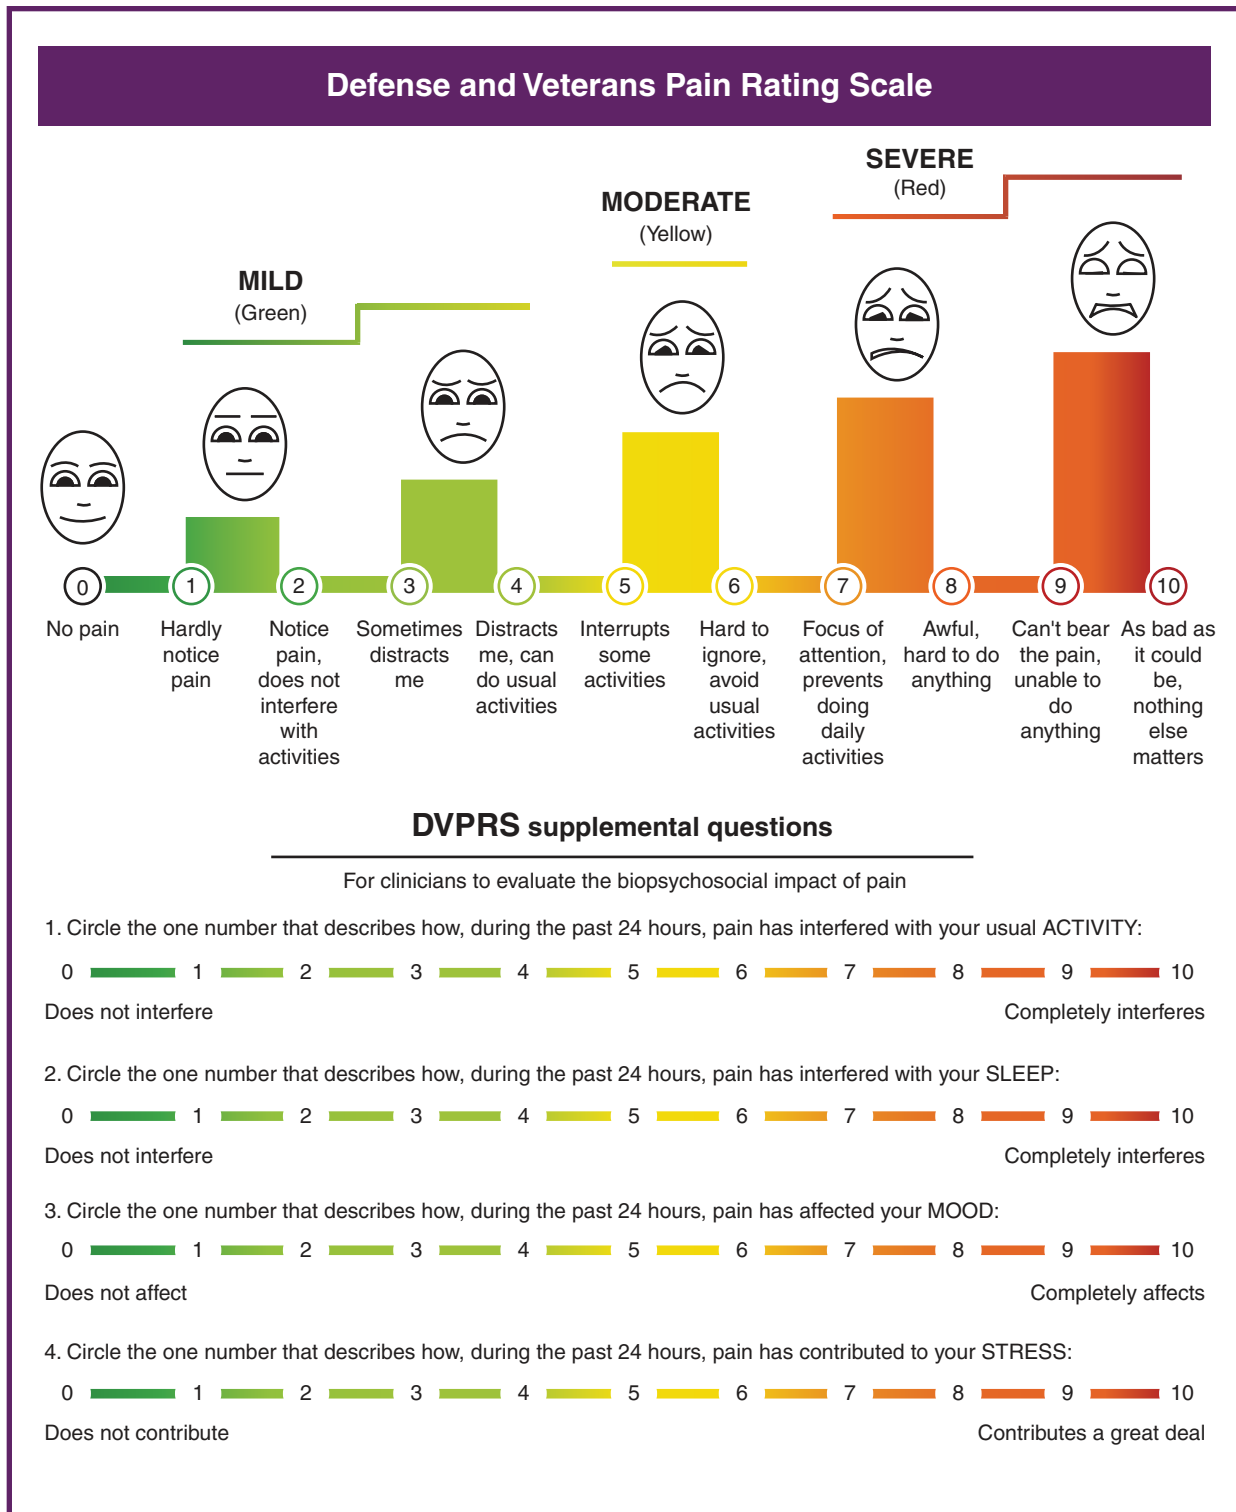 Defense and Veterans Pain Rating Scale
SEVERE
(Red)
MODERATE
(Yellow)
MILD
(Green)
0 1 2 3 4 5 6 7 8 9 10
No pain
Hardly
notice
pain
Notice
pain,
does not
interfere
with
activities
Sometimes
distracts
me
Distracts
me, can
do usual
activities
Interrupts
some
activities
Hard to
ignore,
avoid
usual
activities
Focus of
attention,
prevents
doing
daily
activities
Awful,
hard to do
anything
Can't bear
the pain,
unable to
do
anything
As bad as
it could
be,
nothing
else
matters
DVPRS supplemental questions
For clinicians to evaluate the biopsychosocial impact of pain
1. Circle the one number that describes how, during the past 24 hours, pain has interfered with your usual ACTIVITY:
0 1 2 3 4 5 6 7 8 9 10
Does not interfere Completely interferes
2. Circle the one number that describes how, during the past 24 hours, pain has interfered with your SLEEP:
0 1 2 3 4 5 6 7 8 9 10
Does not interfere Completely interferes
3. Circle the one number that describes how, during the past 24 hours, pain has affected your MOOD:
0 1 2 3 4 5 6 7 8 9 10
Does not affect Completely affects
4. Circle the one number that describes how, during the past 24 hours, pain has contributed to your STRESS:
0 1 2 3 4 5 6 7 8 9 10
Does not contribute Contributes a great deal